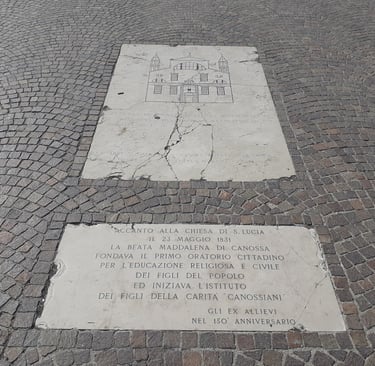 ACCANTO ALLA CHIESA DI S. LUCIA
IL 23 MAGGIO 1831
LA BEATA MADDALENA DI CANOSSA
FONDAVA IL PRIMO ORATORIO CITTADINO
PER L'EDUCAZIONE RELIGIOSA E CIVILE
DEI FIGLI DEL POPOLO
ED INIZIAVA L'ISTITUTO
DEI FIGLI DELLA CARITÀ "CANOSSIANI"
GLI EX ALLIEVI
NEL 150° ANNIVERSARIO